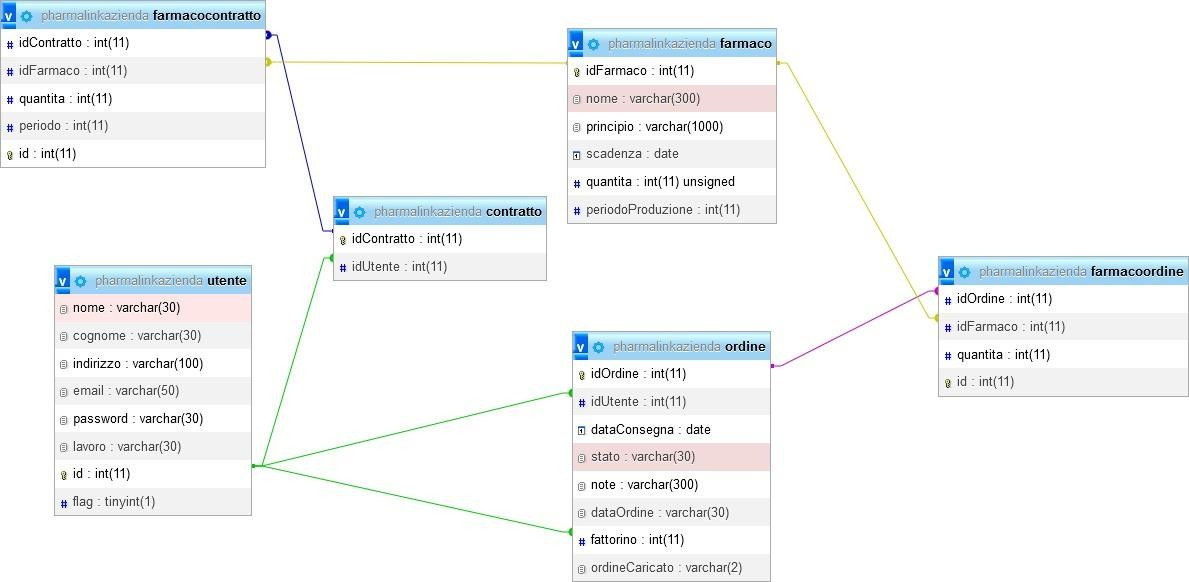 pharmalinkazienda farmacocontratto
idContratto : int(11)
idFarmaco : int(11)
quantita : int(11)
periodo : int(11)
id : int(11)
pharmalinkazienda farmaco
idFarmaco : int(11)
nome : varchar(300)
principio : varchar(1000)
scadenza : date
quantita : int(11) unsigned
periodoProduzione : int(11)
pharmalinkazienda contratto
idContratto : int(11)
idUtente : int(11)
pharmalinkazienda utente
nome : varchar(30)
cognome : varchar(30)
indirizzo : varchar(100)
email : varchar(50)
password : varchar(30)
lavoro : varchar(30)
id : int(11)
flag : tinyint(1)
pharmalinkazienda ordine
idOrdine : int(11)
idUtente : int(11)
dataConsegna : date
stato : varchar(30)
note : varchar(300)
dataOrdine : varchar(30)
fattorino : int(11)
ordineCaricato : varchar(2)
pharmalinkazienda farmacoordine
idOrdine : int(11)
idFarmaco : int(11)
quantita : int(11)
id : int(11)